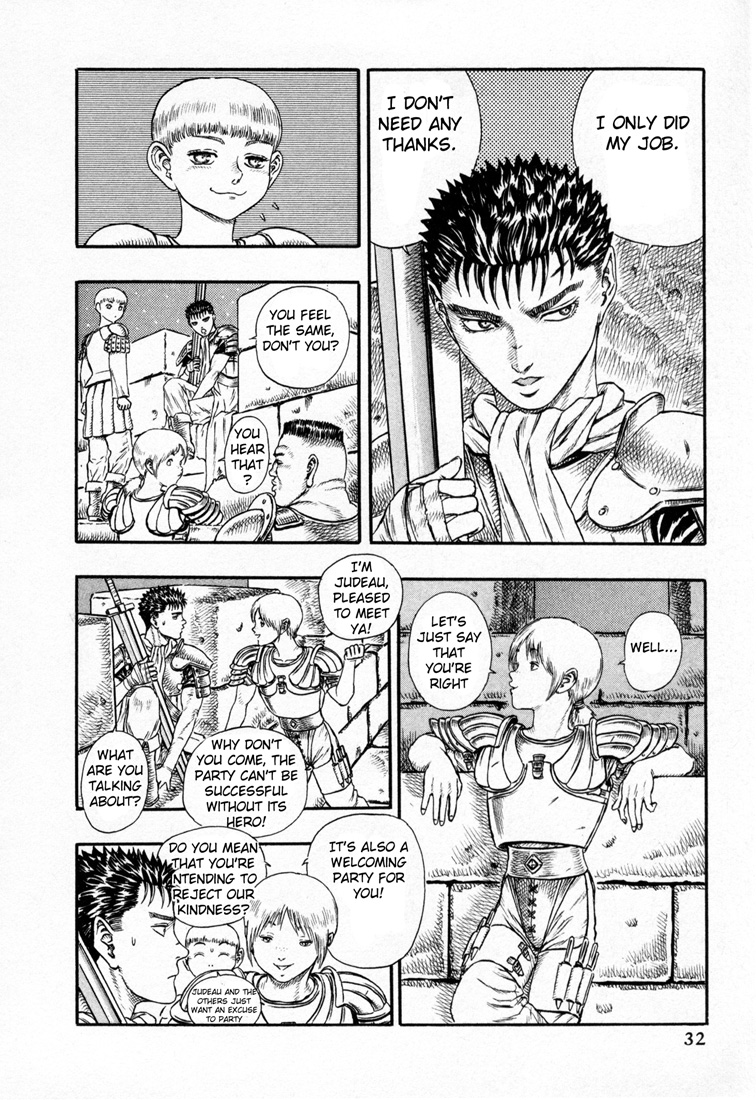 I ONLY DID
MY JOB.
I DON'T
NEED ANY
THANKS.
YOU FEEL
THE SAME,
DON'T YOU?
YOU
HEAR
THAT
?
WELL...
LET'S
JUST SAY
THAT
YOU'RE
RIGHT
I'M
JUDEAU,
PLEASED
TO MEET
YA!
WHY DON'T
YOU COME, THE
PARTY CAN'T BE
SUCCESSFUL
WITHOUT ITS
HERO!
WHAT
ARE YOU
TALKING
ABOUT?
IT'S ALSO A
WELCOMING
PARTY FOR
YOU!
DO YOU MEAN
THAT YOU'RE
INTENDING TO
REJECT OUR
KINDNESS?
JUDEAU AND THE
OTHERS JUST
WANT AN EXCUSE
TO PARTY
32